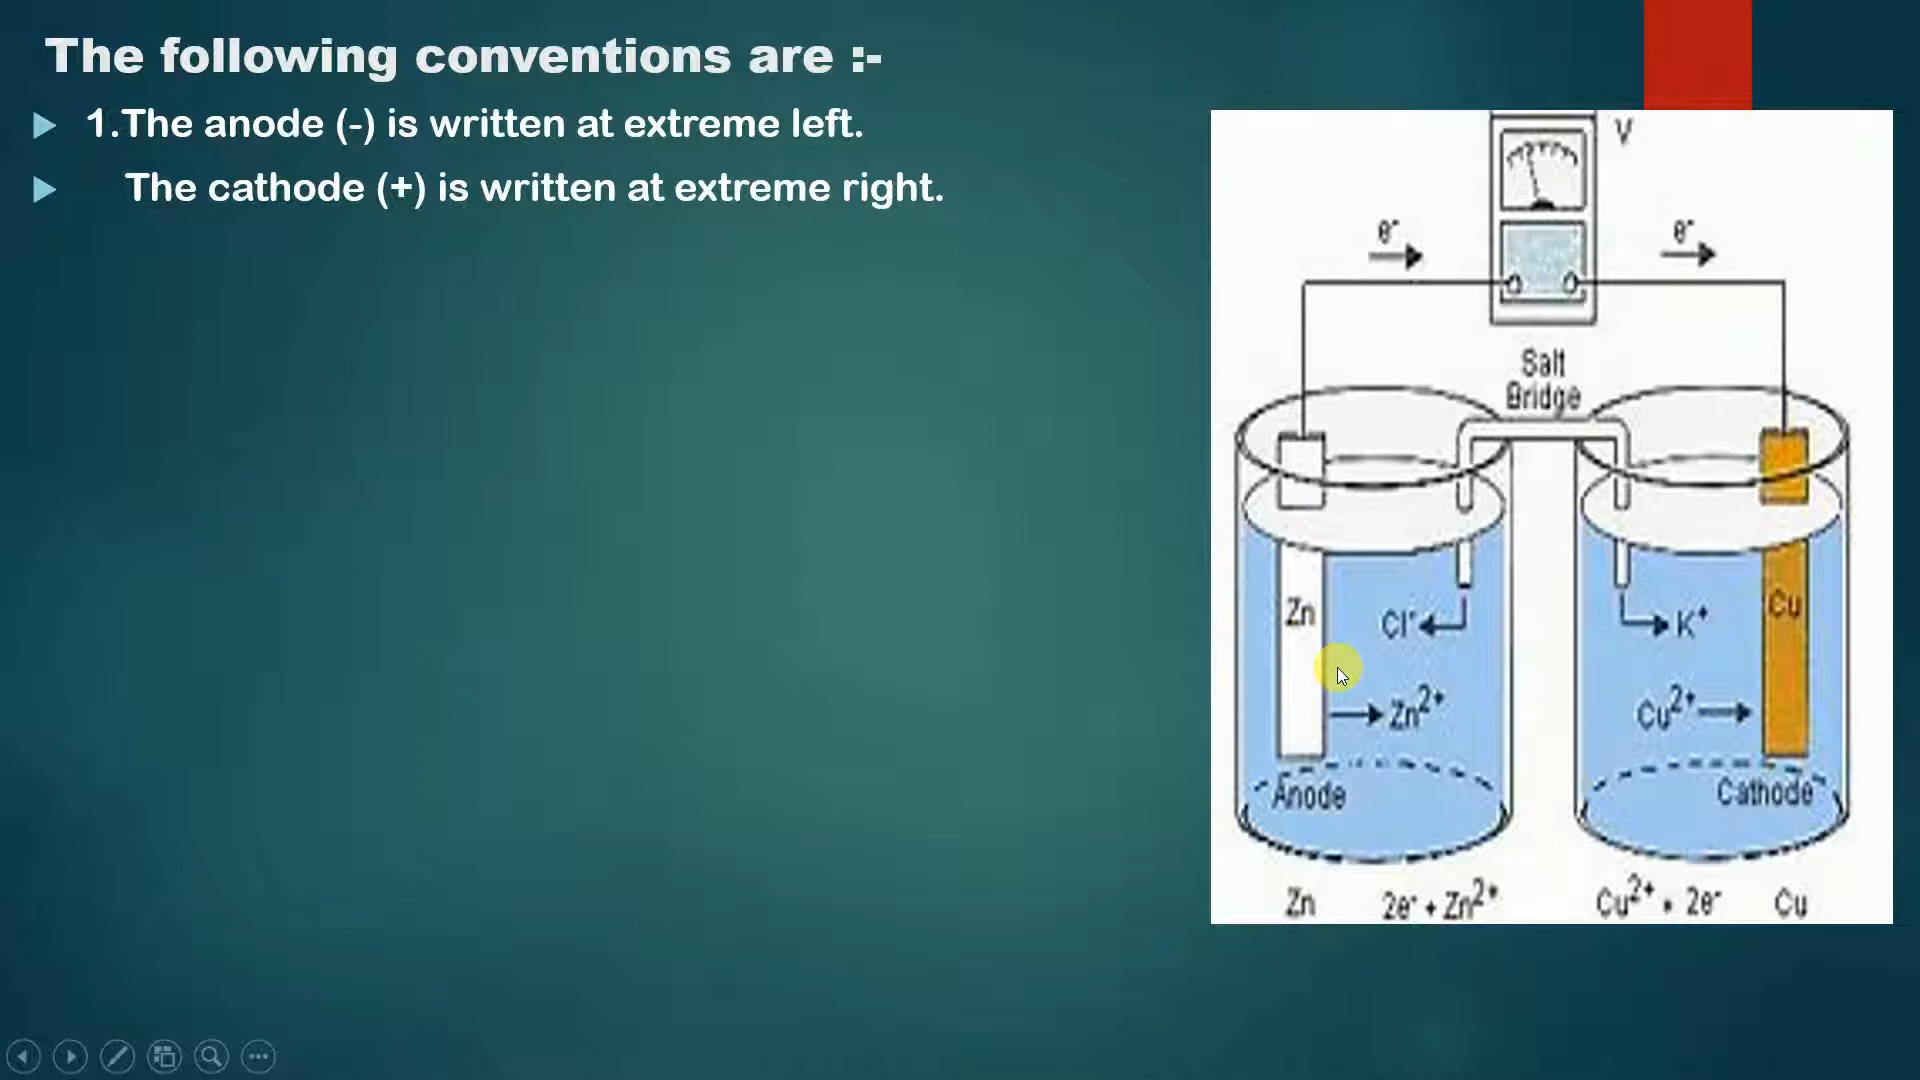 The following conventions are :-
1.The anode (-) is written at extreme left.
The cathode (+) is written at extreme right.
V
e⁻ e⁻
Salt
Bridge
Zn Cu
Cl⁻ K⁺
Zn²⁺ Cu²⁺
Anode Cathode
Zn 2e⁻ + Zn²⁺ Cu²⁺ + 2e⁻ Cu